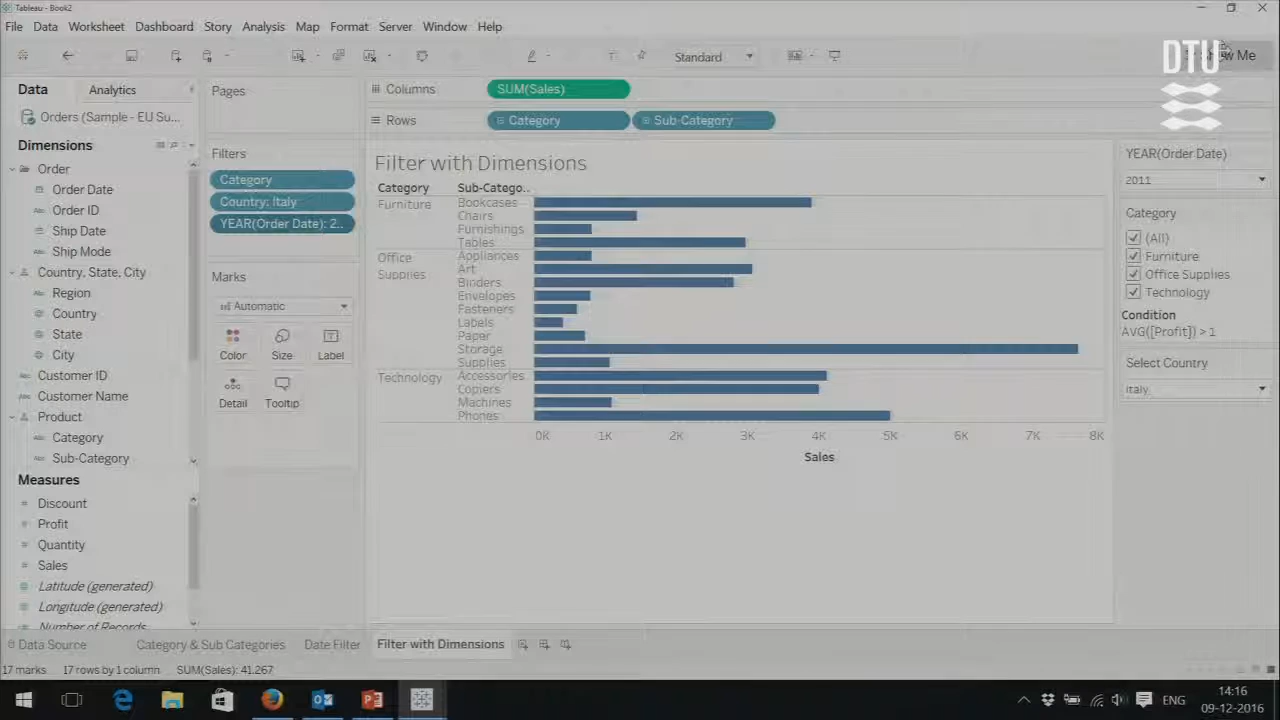 Tableau - Book2
File Data Worksheet Dashboard Story Analysis Map Format Server Window Help
Standard
Show Me
DTU
Data
Analytics
Orders (Sample - EU Su...
Dimensions
Order
Order Date
Order ID
Ship Date
Ship Mode
Country, State, City
Region
Country
State
City
Customer ID
Customer Name
Product
Category
Sub-Category
Measures
Discount
Profit
Quantity
Sales
Latitude (generated)
Longitude (generated)
Number of Records
Pages
Filters
Category
Country: Italy
YEAR(Order Date): 2..
Marks
Automatic
Color Size Label
Detail Tooltip
Columns SUM(Sales)
Rows Category Sub-Category
Filter with Dimensions
Category Sub-Catego..
Furniture Bookcases
Chairs
Furnishings
Tables
Office Supplies Appliances
Art
Binders
Envelopes
Fasteners
Labels
Paper
Storage
Supplies
Technology Accessories
Copiers
Machines
Phones
0K 1K 2K 3K 4K 5K 6K 7K 8K
Sales
YEAR(Order Date)
2011
Category
(All)
Furniture
Office Supplies
Technology
Condition
AVG([Profit]) > 1
Select Country
Italy
Data Source Category & Sub Categories Date Filter Filter with Dimensions
17 marks 17 rows by 1 column SUM(Sales): 41.267
ENG
14:16
09-12-2016